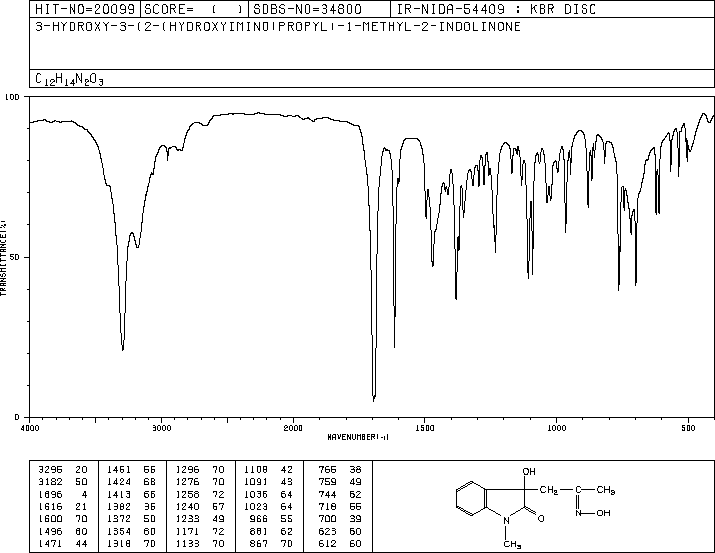 HIT-NO=20099 SCORE= ( ) SDBS-NO=34800 IR-NIDA-54409 : KBR DISC
3-HYDROXY-3-(2-(HYDROXYIMINO)PROPYL)-1-METHYL-2-INDOLINONE
C12H14N2O3
100
50
0
TRANSMITTANCE(%)
4000 3000 2000 1500 1000 500
WAVENUMBER(-1)
3295 20 1461 66 1296 70 1108 42 766 38
3182 50 1424 68 1276 70 1091 43 759 49
1696 4 1413 66 1258 72 1036 64 744 62
1616 21 1382 36 1240 57 1023 64 718 55
1600 70 1372 50 1233 49 966 55 700 39
1496 60 1354 60 1171 72 881 62 623 60
1471 44 1318 70 1133 70 867 70 612 60
OH
CH2 C CH3
N OH
N O
CH3